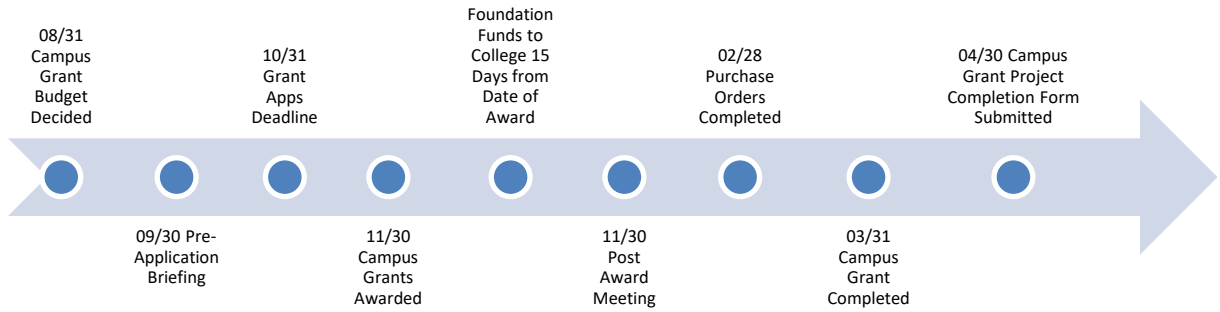 08/31
Campus
Grant
Budget
Decided
09/30 Pre-
Application
Briefing
10/31
Grant
Apps
Deadline
11/30
Campus
Grants
Awarded
Foundation
Funds to
College 15
Days from
Date of
Award
11/30
Post
Award
Meeting
02/28
Purchase
Orders
Completed
03/31
Campus
Grant
Completed
04/30 Campus
Grant Project
Completion Form
Submitted